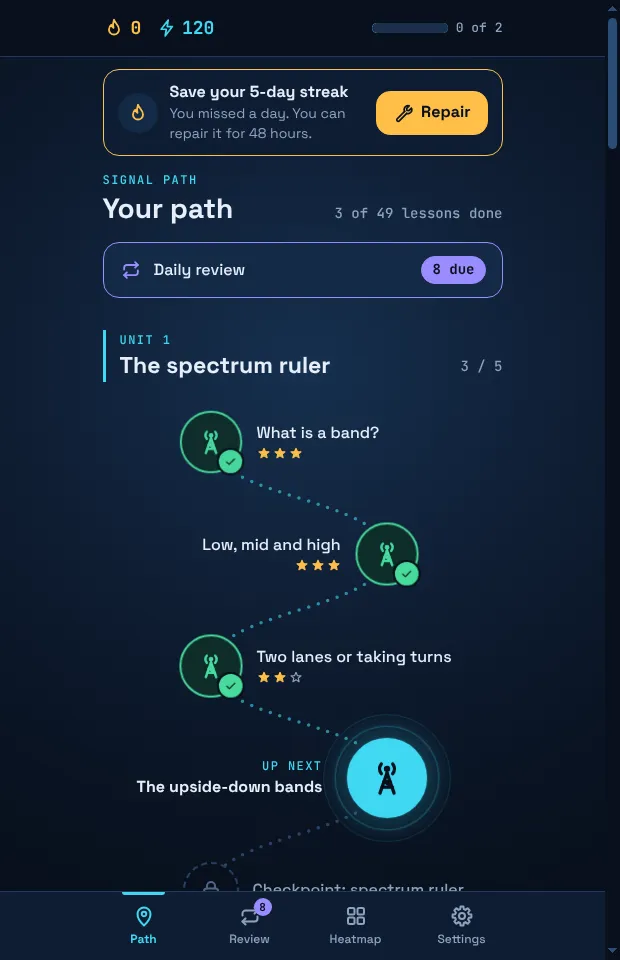 0 120 0 of 2
Save your 5-day streak
You missed a day. You can
repair it for 48 hours.
Repair
SIGNAL PATH
Your path 3 of 49 lessons done
Daily review 8 due
UNIT 1
The spectrum ruler 3 / 5
What is a band?
Low, mid and high
Two lanes or taking turns
UP NEXT
The upside-down bands
Checkpoint: spectrum ruler
8
Path Review Heatmap Settings